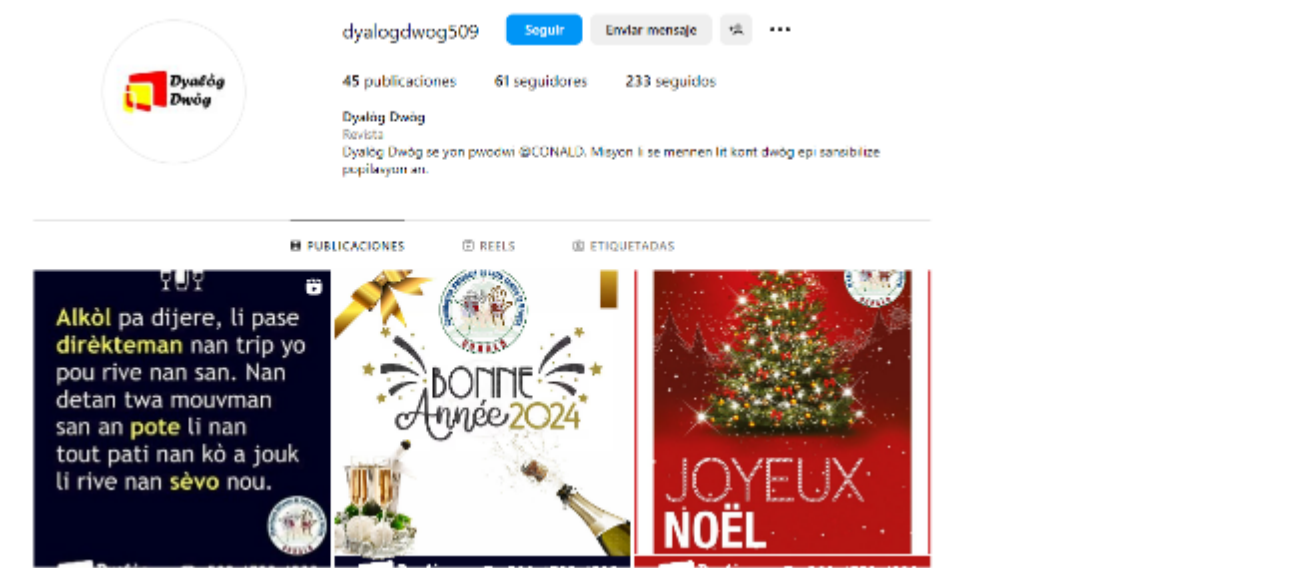 dyalogdwog509
Seguir
Enviar mensaje
45 publicaciones
61 seguidores
233 seguidos
Dyalòg
Dwòg
Dyalòg Dwòg
Revista
Dyalòg Dwòg se yon pwodwi @CONALD. Misyon li se mennen lit kont dwòg epi sansibilize
popilasyon an.
PUBLICACIONES
REELS
ETIQUETADAS
Alkòl pa dijere, li pase
dirèkteman nan trip yo
pou rive nan san. Nan
detan twa mouvman
san an pote li nan
tout pati nan kò a jouk
li rive nan sèvo nou.
CONALD
BONNE
Année 2024
JOYEUX
NOËL